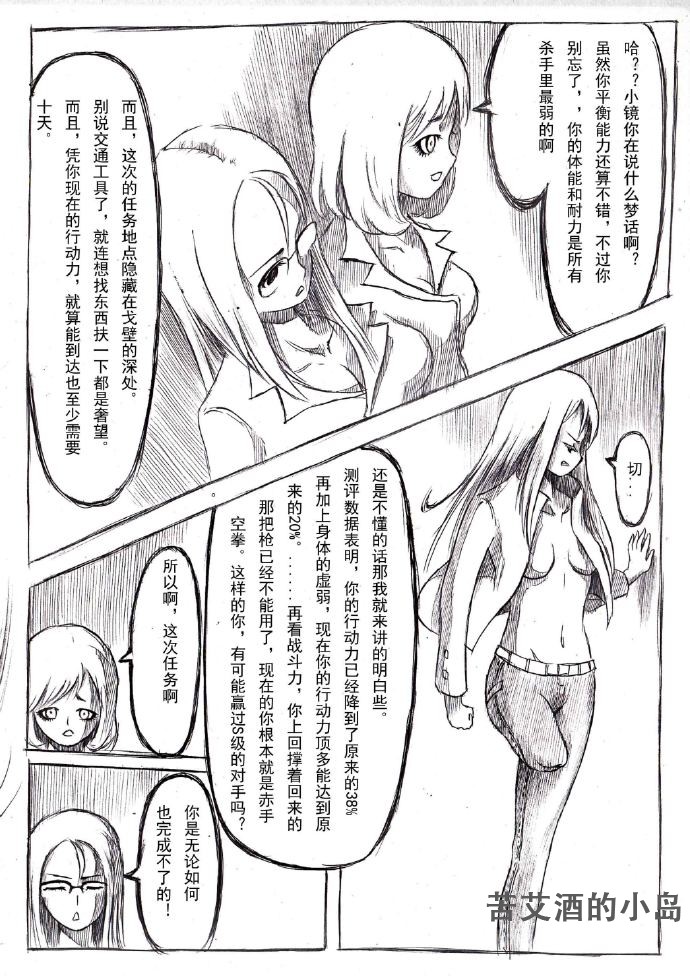 哈??小镜你在说什么梦话啊?
虽然你平衡能力还算不错，不过你
别忘了，，你的体能和耐力是所有
杀手里最弱的啊
而且，这次的任务地点隐藏在戈壁的深处。
别说交通工具了，就连想找东西扶一下都是奢望。
而且，凭你现在的行动力，就算能到达也至少需要
十天。
切...
还是不懂的话那我就来讲的明白些。
测评数据表明，你的行动力已经降到了原来的38%
再加上身体的虚弱，现在你的行动力顶多能达到原
来的20%。.......再看战斗力，你上回撑着回来的
那把枪已经不能用了，现在的你根本就是赤手
空拳。这样的你，有可能赢过S级的对手吗?
所以啊，这次任务啊
你是无论如何
也完成不了的！
苦艾酒的小岛